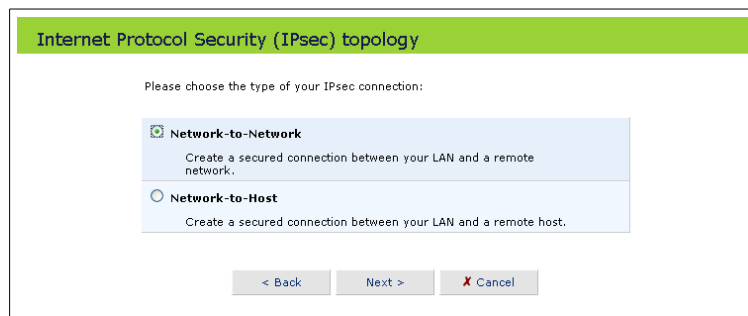 Internet Protocol Security (IPsec) topology
Please choose the type of your IPsec connection:
Network-to-Network
Create a secured connection between your LAN and a remote
network.
Network-to-Host
Create a secured connection between your LAN and a remote host.
< Back
Next >
✗ Cancel